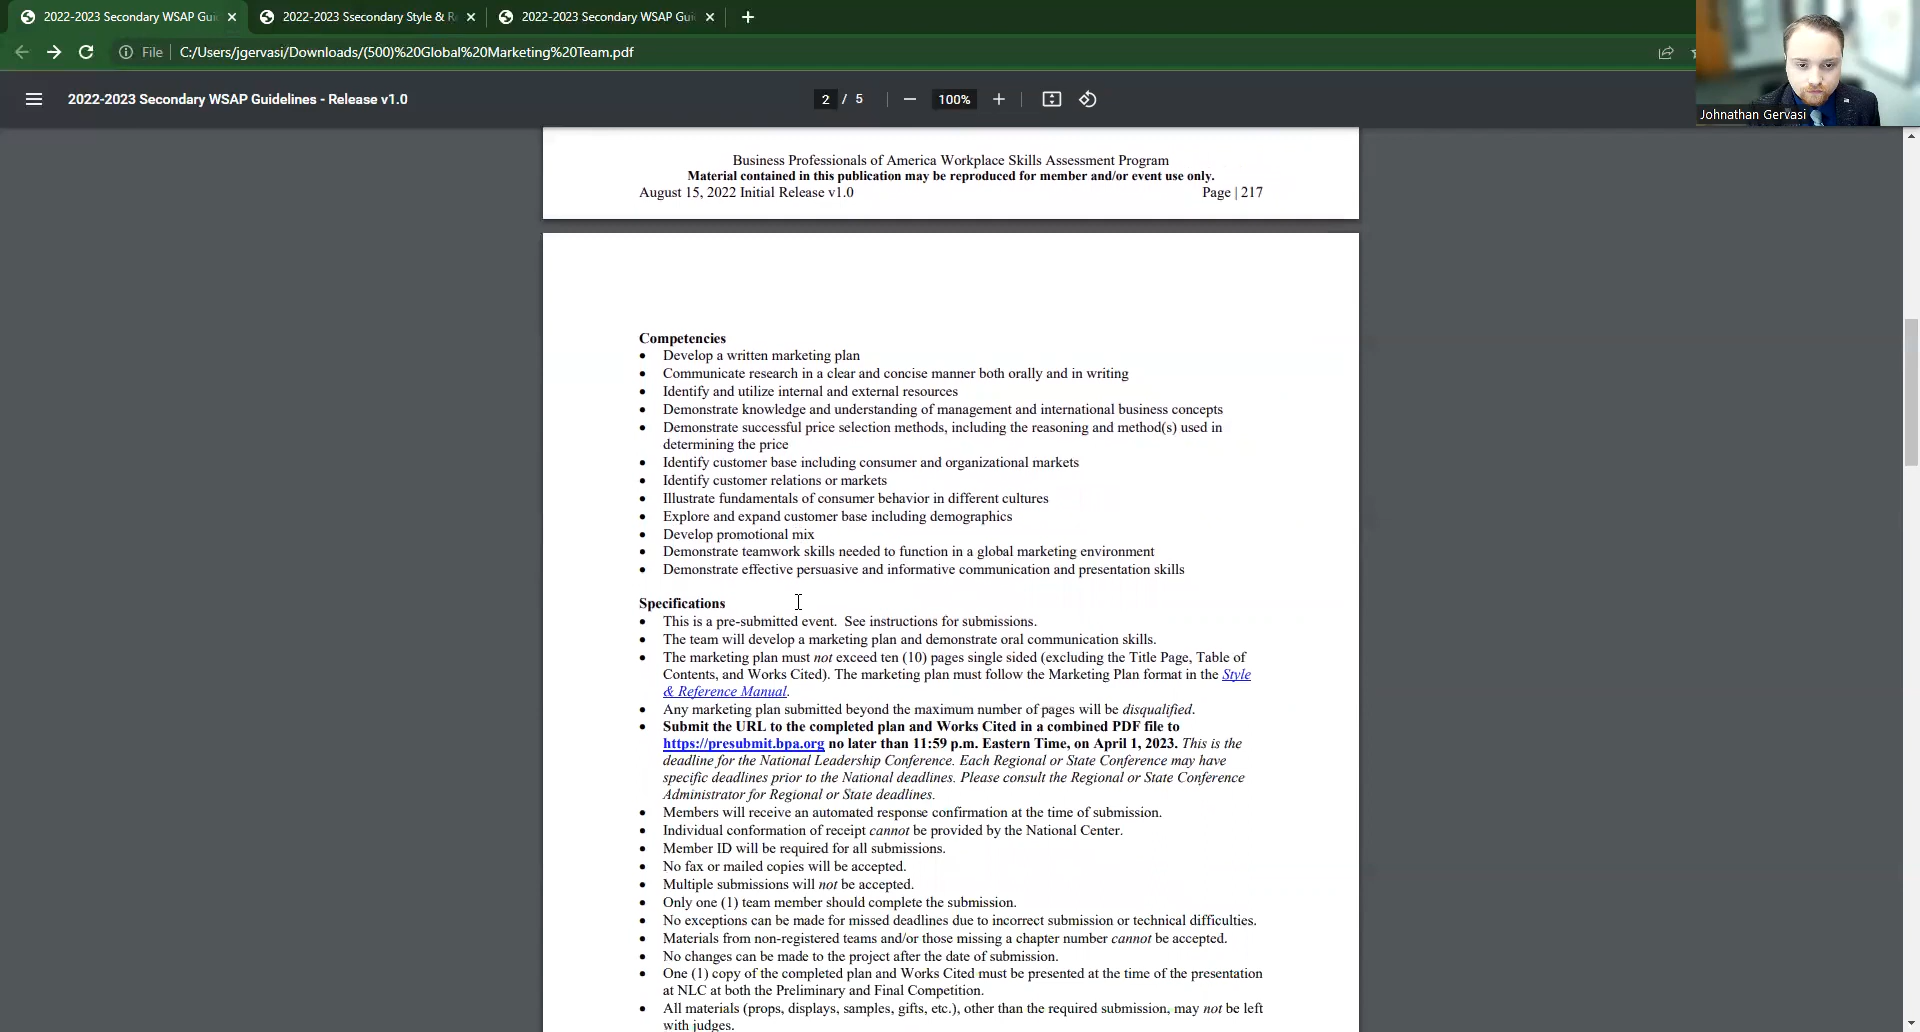 2022-2023 Secondary WSAP Gui
2022-2023 Ssecondary Style & R
2022-2023 Secondary WSAP Gui
File C:/Users/jgervasi/Downloads/(500)%20Global%20Marketing%20Team.pdf
2022-2023 Secondary WSAP Guidelines - Release v1.0
2 / 5
100%
Johnathan Gervasi
Business Professionals of America Workplace Skills Assessment Program
Material contained in this publication may be reproduced for member and/or event use only.
August 15, 2022 Initial Release v1.0 Page | 217
Competencies
• Develop a written marketing plan
• Communicate research in a clear and concise manner both orally and in writing
• Identify and utilize internal and external resources
• Demonstrate knowledge and understanding of management and international business concepts
• Demonstrate successful price selection methods, including the reasoning and method(s) used in
determining the price
• Identify customer base including consumer and organizational markets
• Identify customer relations or markets
• Illustrate fundamentals of consumer behavior in different cultures
• Explore and expand customer base including demographics
• Develop promotional mix
• Demonstrate teamwork skills needed to function in a global marketing environment
• Demonstrate effective persuasive and informative communication and presentation skills
Specifications
• This is a pre-submitted event. See instructions for submissions.
• The team will develop a marketing plan and demonstrate oral communication skills.
• The marketing plan must not exceed ten (10) pages single sided (excluding the Title Page, Table of
Contents, and Works Cited). The marketing plan must follow the Marketing Plan format in the Style
& Reference Manual.
• Any marketing plan submitted beyond the maximum number of pages will be disqualified.
• Submit the URL to the completed plan and Works Cited in a combined PDF file to
https://presubmit.bpa.org no later than 11:59 p.m. Eastern Time, on April 1, 2023. This is the
deadline for the National Leadership Conference. Each Regional or State Conference may have
specific deadlines prior to the National deadlines. Please consult the Regional or State Conference
Administrator for Regional or State deadlines.
• Members will receive an automated response confirmation at the time of submission.
• Individual conformation of receipt cannot be provided by the National Center.
• Member ID will be required for all submissions.
• No fax or mailed copies will be accepted.
• Multiple submissions will not be accepted.
• Only one (1) team member should complete the submission.
• No exceptions can be made for missed deadlines due to incorrect submission or technical difficulties.
• Materials from non-registered teams and/or those missing a chapter number cannot be accepted.
• No changes can be made to the project after the date of submission.
• One (1) copy of the completed plan and Works Cited must be presented at the time of the presentation
at NLC at both the Preliminary and Final Competition.
• All materials (props, displays, samples, gifts, etc.), other than the required submission, may not be left
with judges.